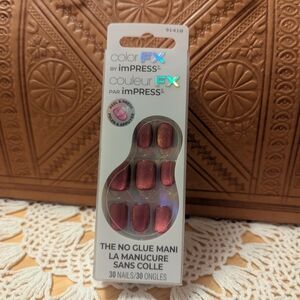 91410
color FX
BY imPRESS
couleur FX
PAR imPRESS
THE NO GLUE MANI
LA MANUCURE
SANS COLLE
30 NAILS/30 ONGLES